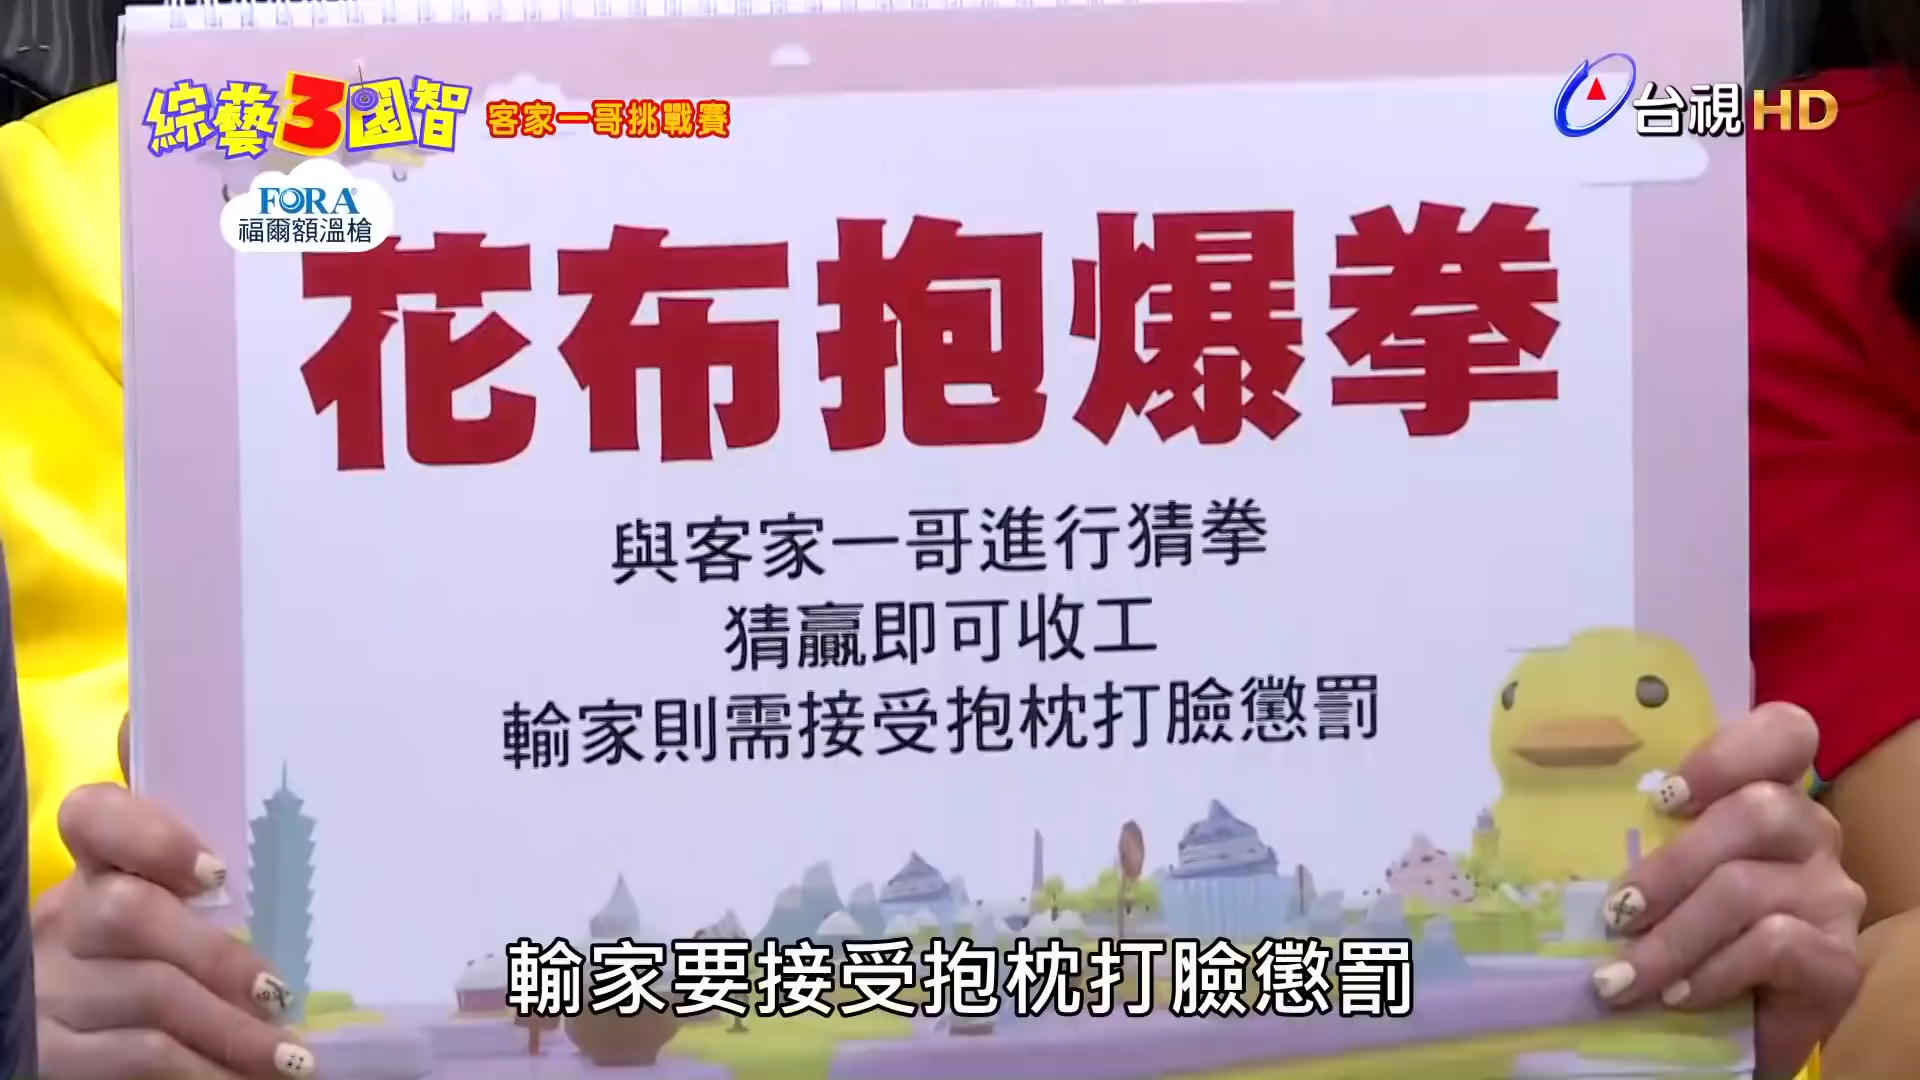 綜藝3國智 客家一哥挑戰賽
台視HD
FORA®
福爾額溫槍
花布抱爆拳
與客家一哥進行猜拳
猜贏即可收工
輸家則需接受抱枕打臉懲罰
輸家要接受抱枕打臉懲罰